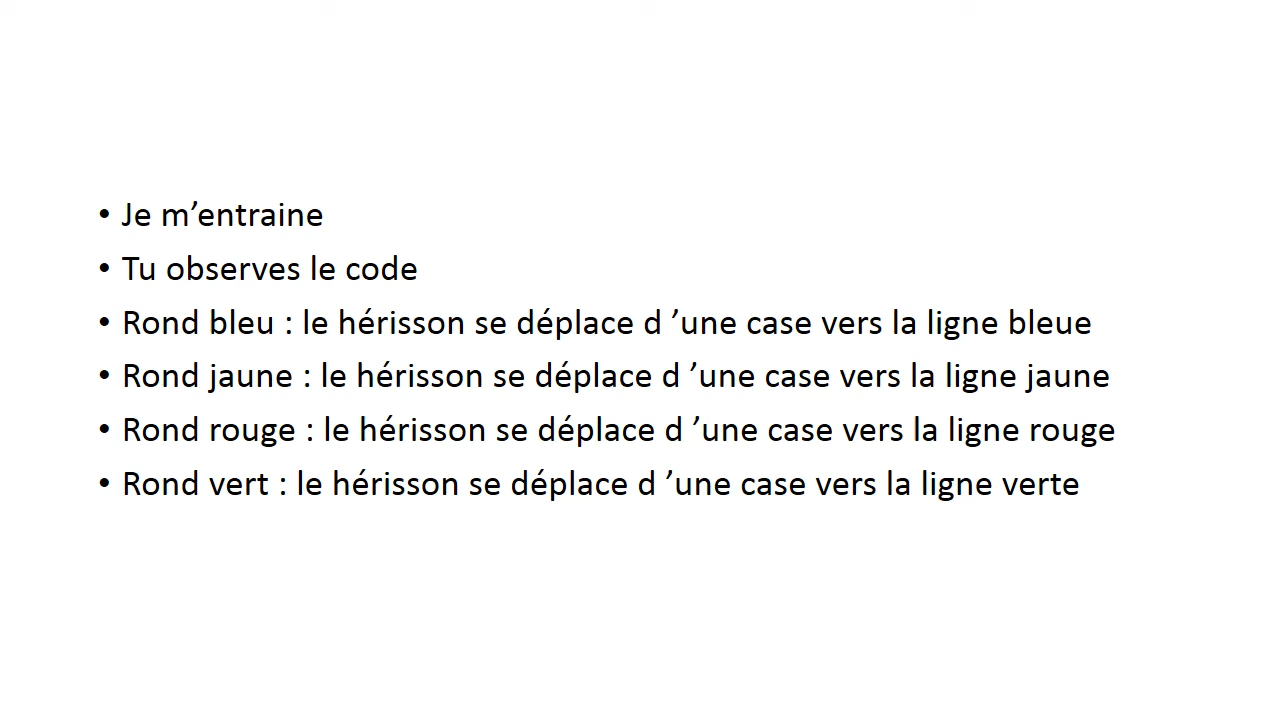 • Je m’entraine
• Tu observes le code
• Rond bleu : le hérisson se déplace d ’une case vers la ligne bleue
• Rond jaune : le hérisson se déplace d ’une case vers la ligne jaune
• Rond rouge : le hérisson se déplace d ’une case vers la ligne rouge
• Rond vert : le hérisson se déplace d ’une case vers la ligne verte